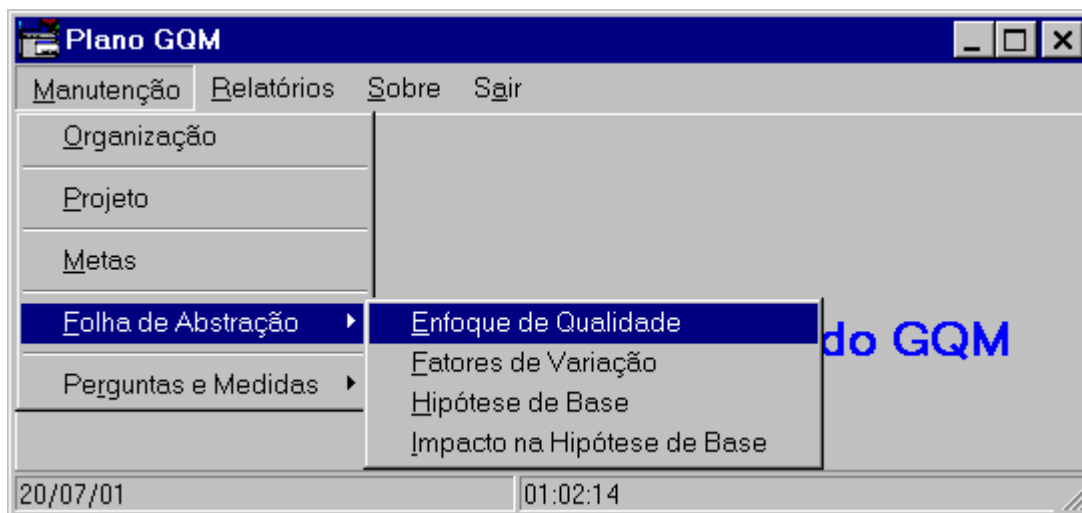 Plano GQM
Manutenção Relatórios Sobre Sair
Organização
Projeto
Metas
Folha de Abstração
Enfoque de Qualidade
Fatores de Variação
Hipótese de Base
Impacto na Hipótese de Base
do GQM
Perguntas e Medidas
20/07/01 01:02:14